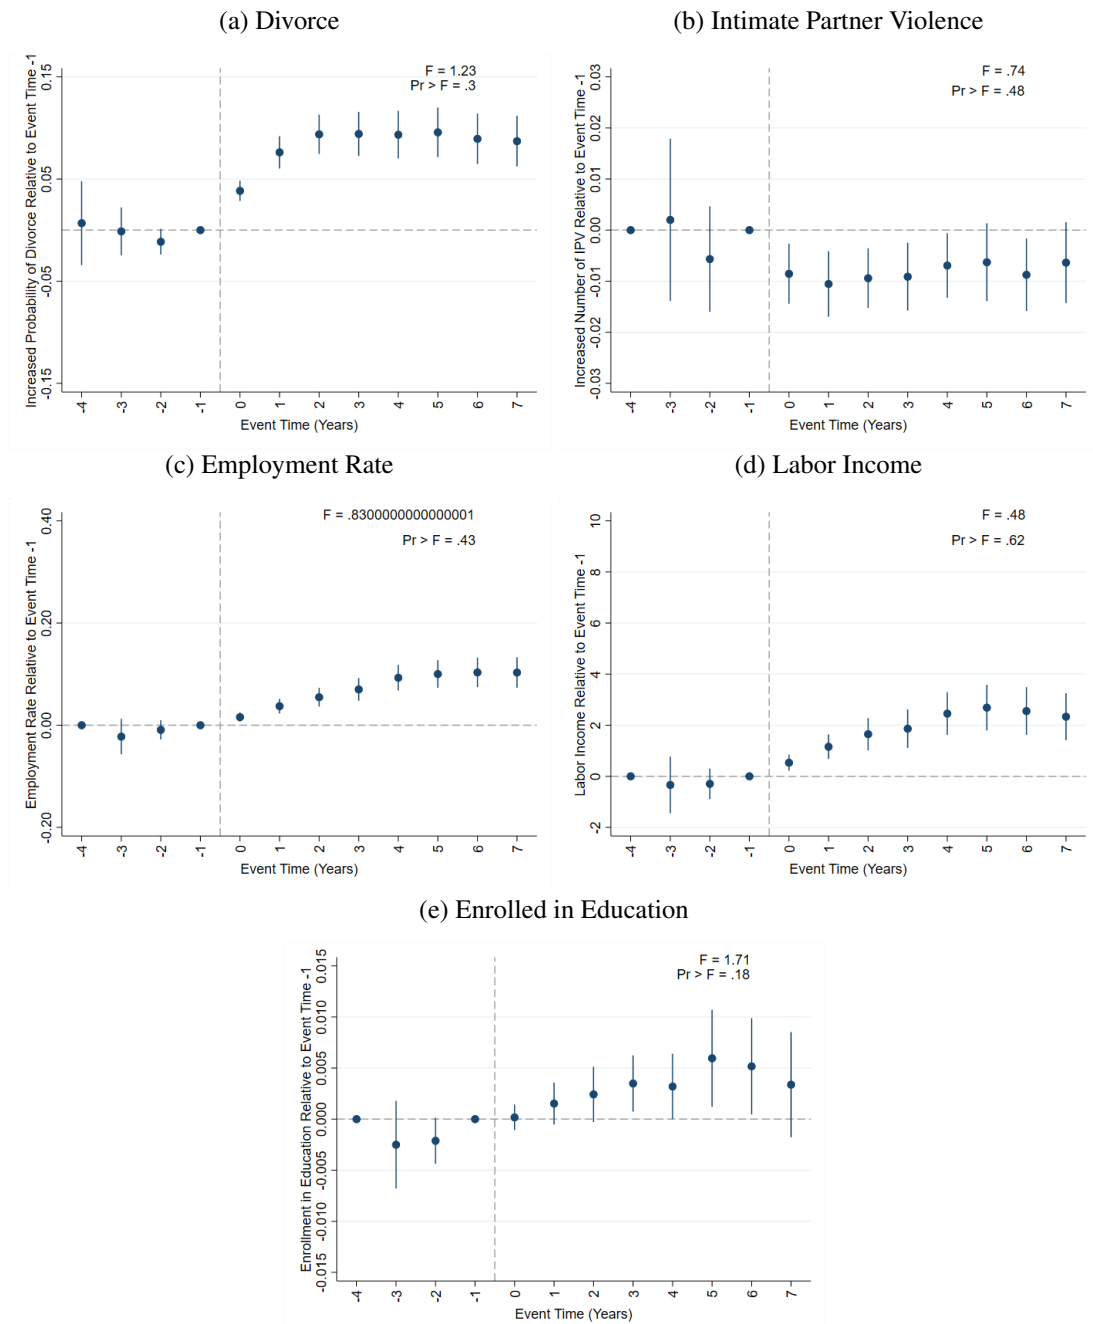 (a) Divorce
Increased Probability of Divorce Relative to Event Time -1
0.15
0.05
-0.05
-0.15
F = 1.23
Pr > F = .3
-4 -3 -2 -1 0 1 2 3 4 5 6 7
Event Time (Years)
(b) Intimate Partner Violence
Increased Number of IPV Relative to Event Time -1
0.03
0.02
0.01
0.00
-0.01
-0.02
-0.03
F = .74
Pr > F = .48
-4 -3 -2 -1 0 1 2 3 4 5 6 7
Event Time (Years)
(c) Employment Rate
Employment Rate Relative to Event Time -1
0.40
0.20
0.00
-0.20
F = .8300000000000001
Pr > F = .43
-4 -3 -2 -1 0 1 2 3 4 5 6 7
Event Time (Years)
(d) Labor Income
Labor Income Relative to Event Time -1
10
8
6
4
2
0
-2
F = .48
Pr > F = .62
-4 -3 -2 -1 0 1 2 3 4 5 6 7
Event Time (Years)
(e) Enrolled in Education
Enrollment in Education Relative to Event Time -1
0.015
0.010
0.005
0.000
-0.005
-0.010
-0.015
F = 1.71
Pr > F = .18
-4 -3 -2 -1 0 1 2 3 4 5 6 7
Event Time (Years)